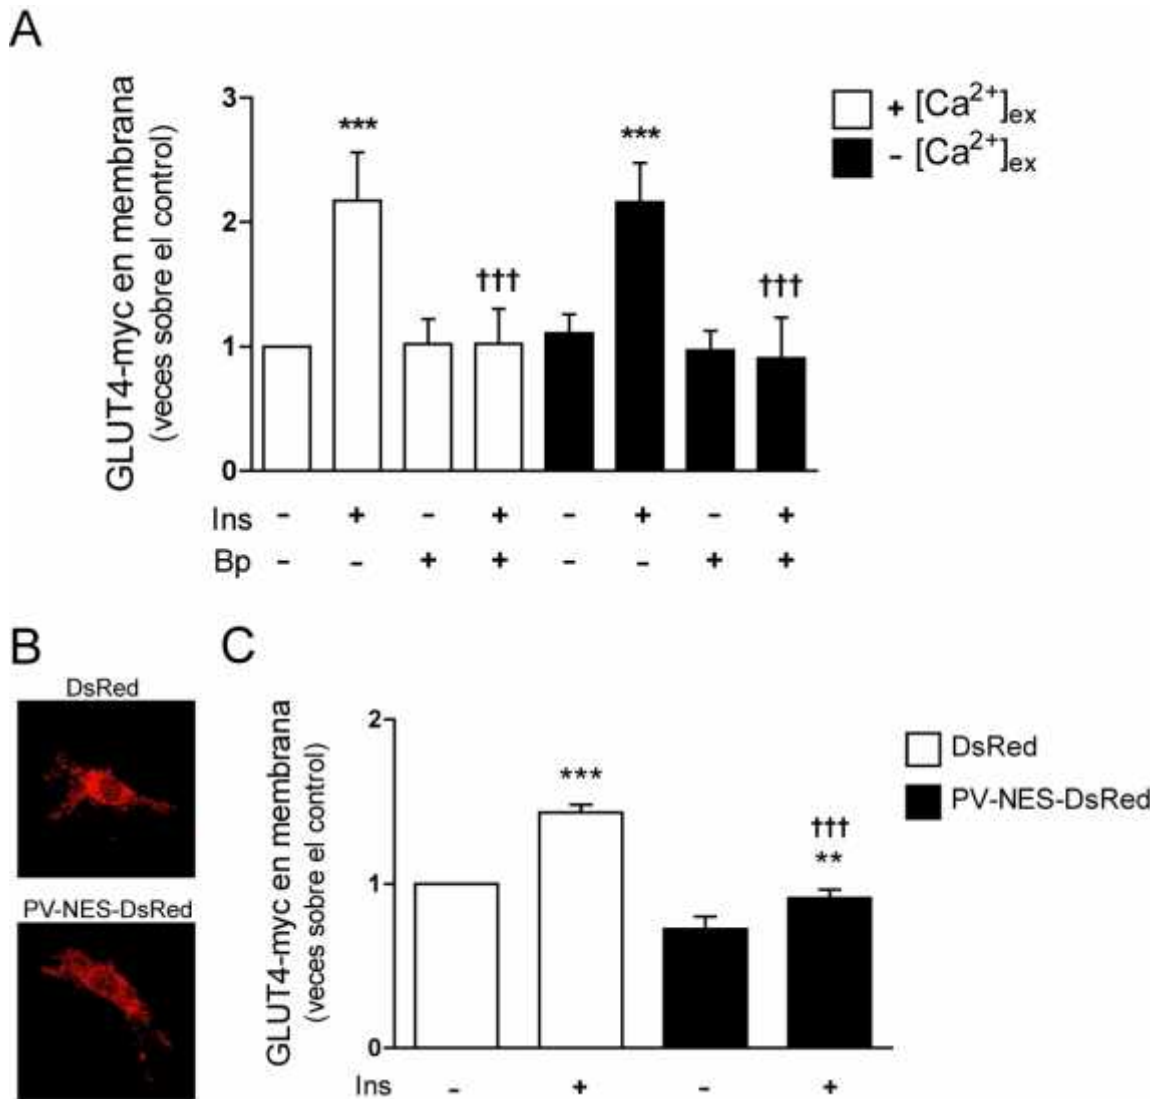 A
GLUT4-myc en membrana
(veces sobre el control)
3
2
1
0
*** ††† *** †††
+ [Ca²⁺]ex
- [Ca²⁺]ex
Ins - + - + - + - +
Bp - - + + - - + +
B
DsRed
PV-NES-DsRed
C
GLUT4-myc en membrana
(veces sobre el control)
2
1
0
***
†††
**
DsRed
PV-NES-DsRed
Ins - + - +